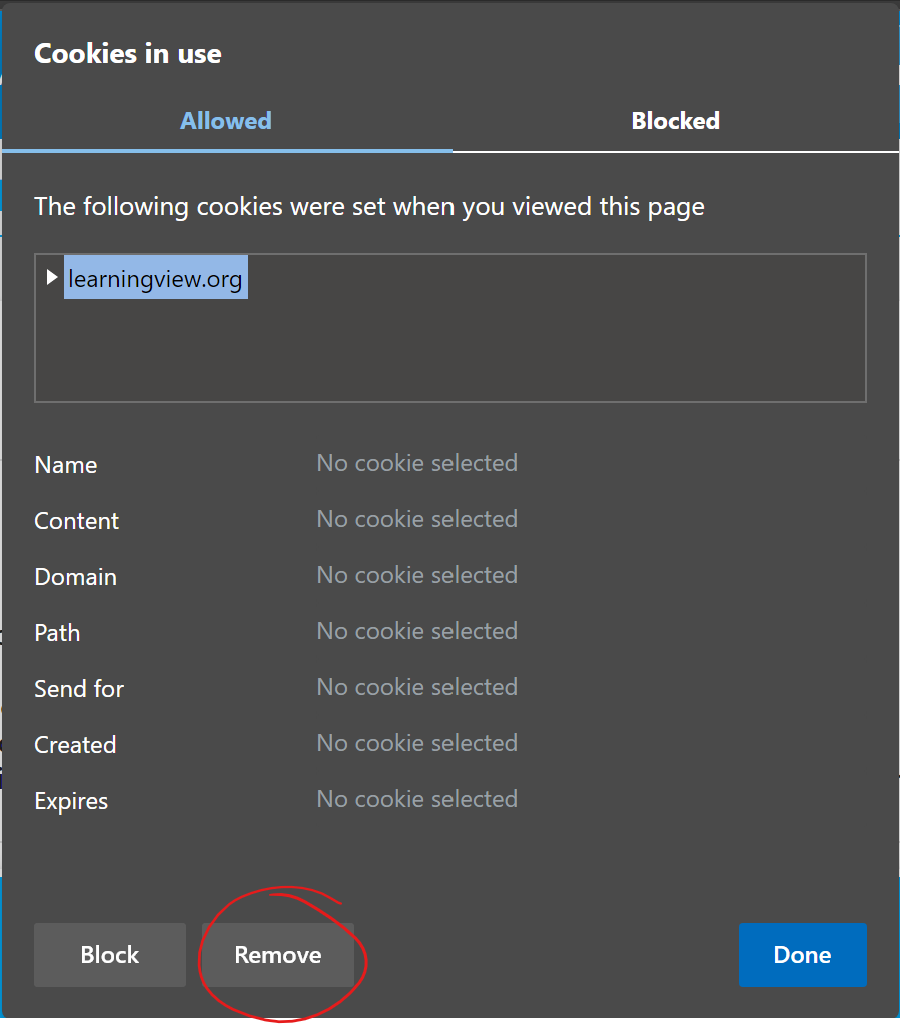 Cookies in use
Allowed Blocked
The following cookies were set when you viewed this page
learningview.org
Name No cookie selected
Content No cookie selected
Domain No cookie selected
Path No cookie selected
Send for No cookie selected
Created No cookie selected
Expires No cookie selected
Block Remove Done